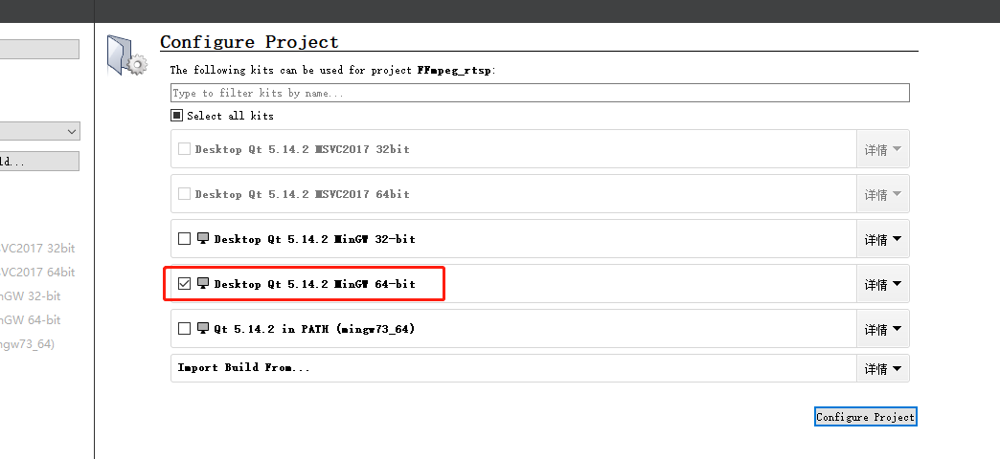 Configure Project
The following kits can be used for project FFmpeg_rtsp:
Type to filter kits by name...
Select all kits
Desktop Qt 5.14.2 MSVC2017 32bit
详情
Desktop Qt 5.14.2 MSVC2017 64bit
详情
Desktop Qt 5.14.2 MinGW 32-bit
详情
Desktop Qt 5.14.2 MinGW 64-bit
详情
Qt 5.14.2 in PATH (mingw73_64)
详情
Import Build From...
详情
Configure Project
ld...
SVC2017 32bit
SVC2017 64bit
nGW 32-bit
nGW 64-bit
ngw73_64)